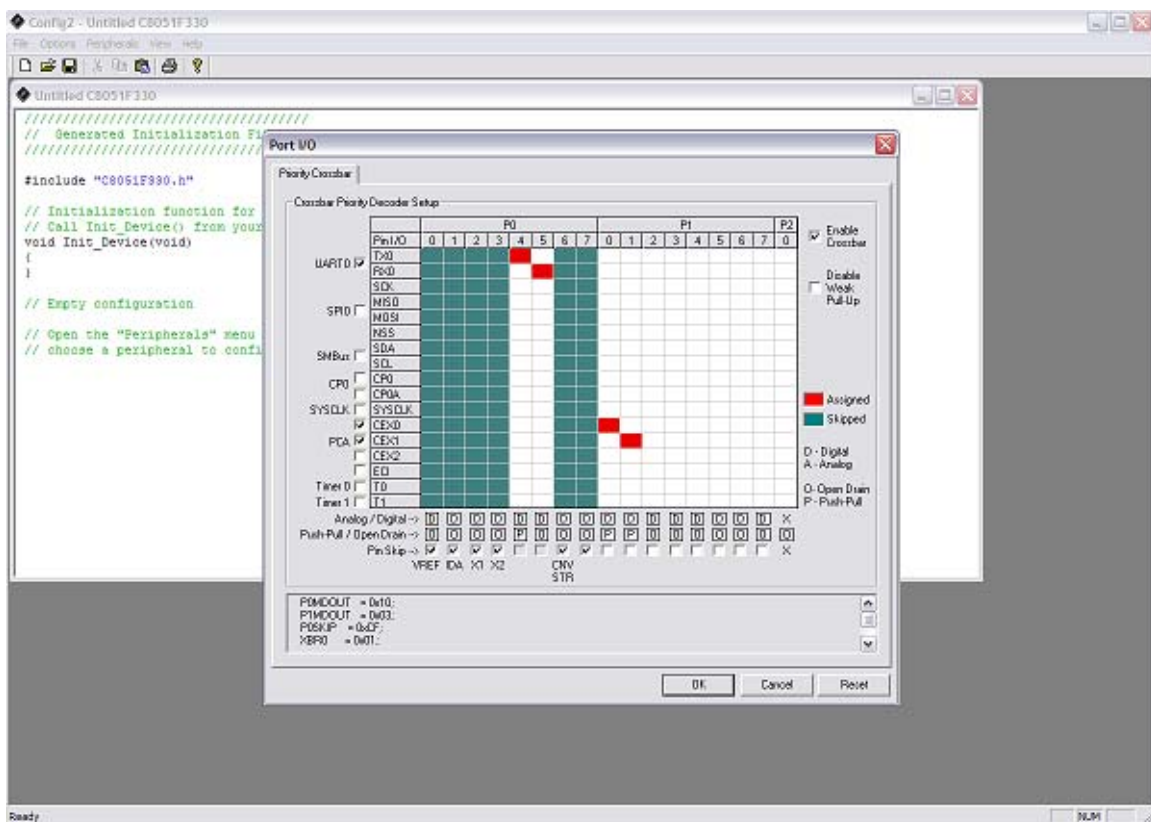 Config2 - Untitled C8051F330
File Options Peripherals View Help
Untitled C8051F330
/////////////////////////////////////
// Generated Initialization Fi
////////////////////////////////
#include "C8051F330.h"
// Initialization function for
// Call Init_Device() from your
void Init_Device(void)
{
}
// Empty configuration
// Open the "Peripherals" menu
// choose a peripheral to confi
Port I/O
Priority Crossbar
Crossbar Priority Decoder Setup
P0 P1 P2
Pin I/O 0 1 2 3 4 5 6 7 0 1 2 3 4 5 6 7 0
UART0 TX0
RX0
SCK
SPI0 MISO
MOSI
NSS
SMBus SDA
SCL
CP0 CP0
CP0A
SYSCLK SYSCLK
CEX0
PCA CEX1
CEX2
ECI
Timer 0 T0
Timer 1 T1
Enable Crossbar
Disable Weak Pull-Up
Assigned
Skipped
D - Digital
A - Analog
O - Open Drain
P - Push-Pull
Analog / Digital -> D D D D D D D D D D D D D D D D X
Push-Pull / Open Drain -> O O O O P O O O P P O O O O O O O
Pin Skip -> X
VREF IDA X1 X2 CNV
STR
P0MDOUT = 0x10;
P1MDOUT = 0x03;
P0SKIP = 0xCF;
XBR0 = 0x01;
OK Cancel Reset
Ready NUM